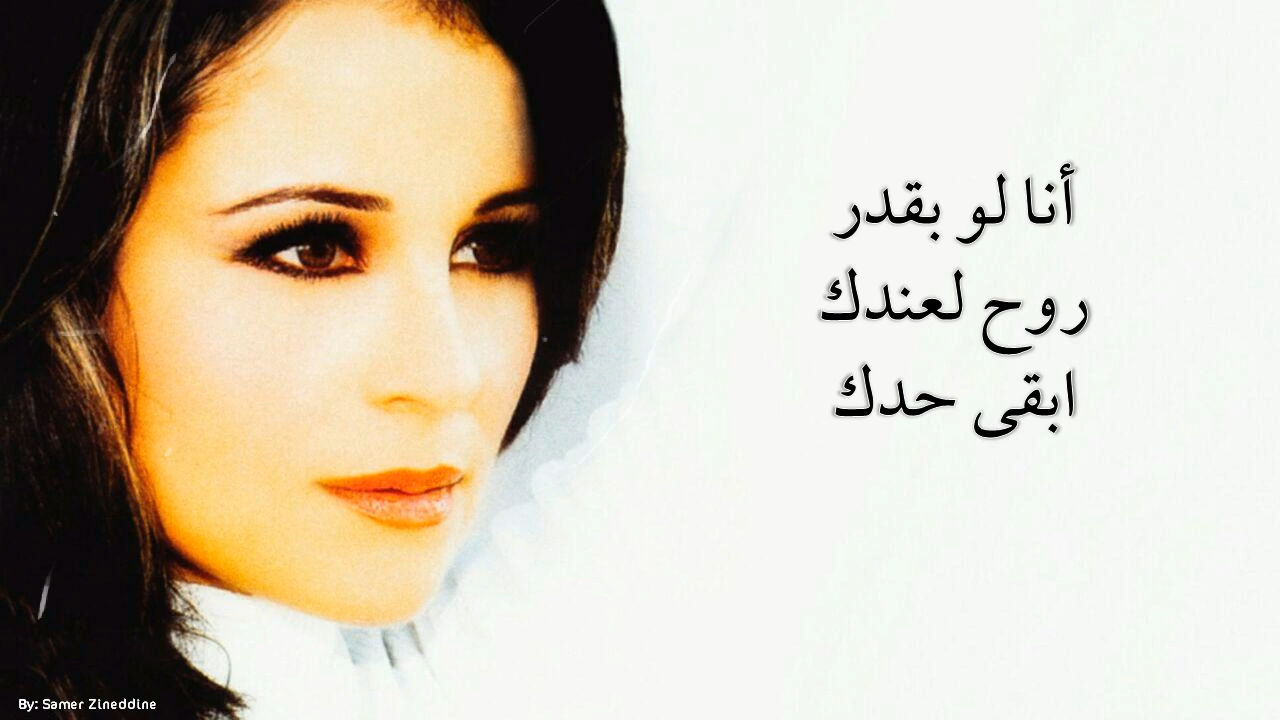 أنا لو بقدر
روح لعندك
ابقى حدك
By: Samer Zineddine